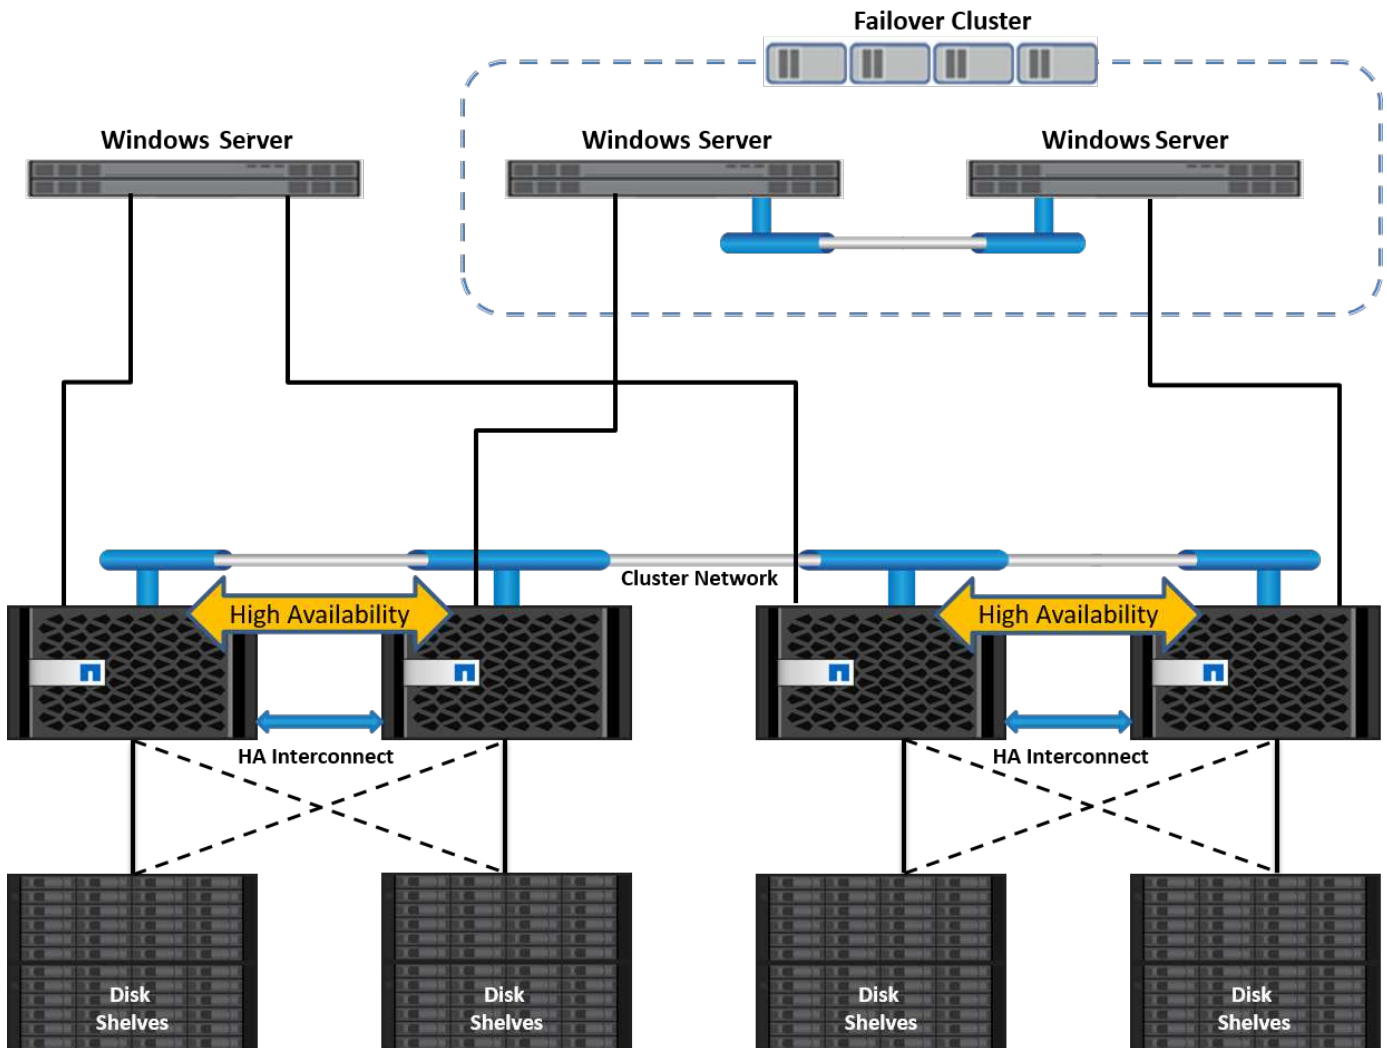 Failover Cluster
Windows Server
Windows Server
Windows Server
Cluster Network
High Availability
High Availability
HA Interconnect
HA Interconnect
Disk
Shelves
Disk
Shelves
Disk
Shelves
Disk
Shelves